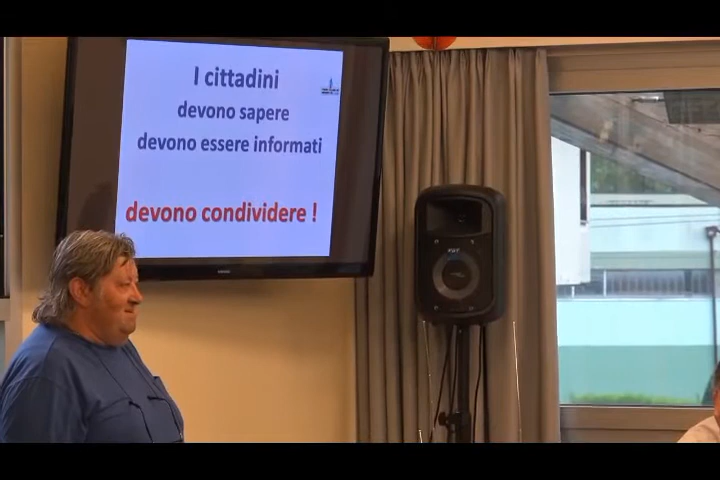 I cittadini
devono sapere
devono essere informati
devono condividere !